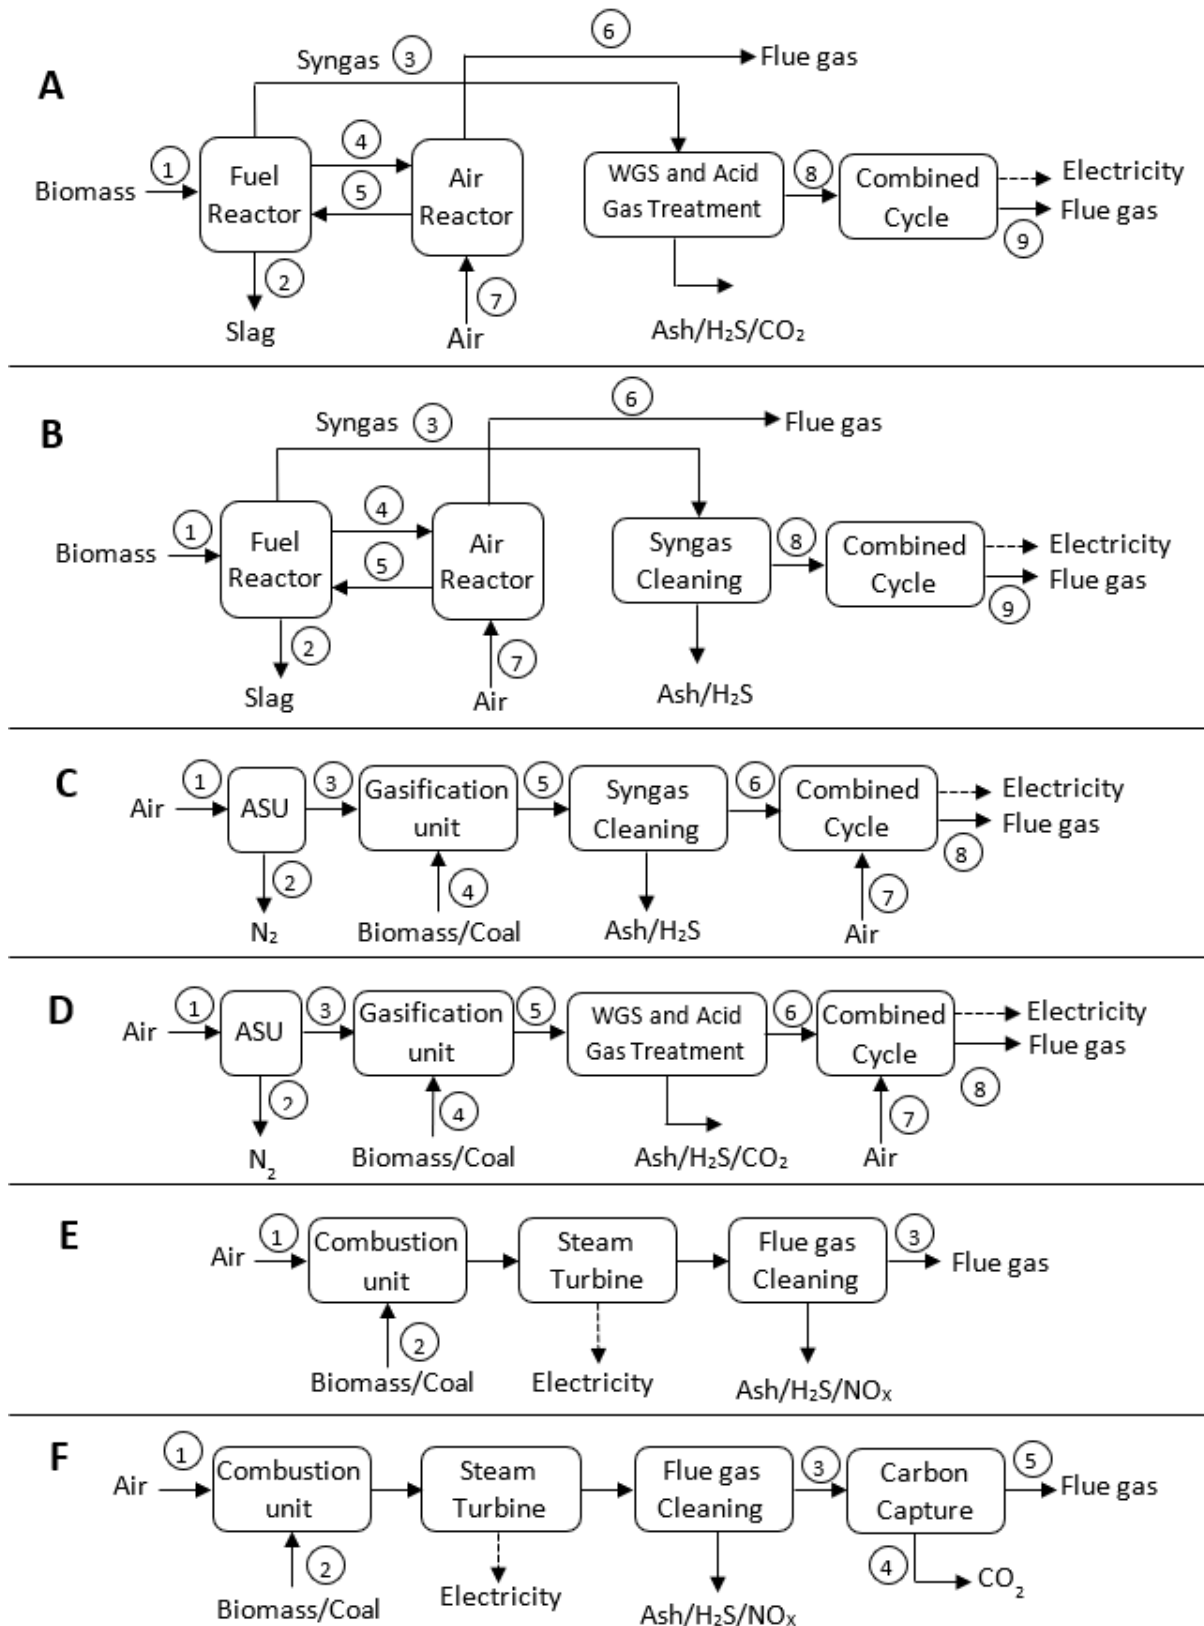 A
Syngas 3
6
Flue gas
1
Biomass
Fuel
Reactor
4
5
Air
Reactor
WGS and Acid
Gas Treatment
8
Combined
Cycle
Electricity
Flue gas
9
2
Slag
7
Air
Ash/H₂S/CO₂
B
Syngas 3
6
Flue gas
1
Biomass
Fuel
Reactor
4
5
Air
Reactor
Syngas
Cleaning
8
Combined
Cycle
Electricity
Flue gas
9
2
Slag
7
Air
Ash/H₂S
C
Air
1
ASU
3
Gasification
unit
5
Syngas
Cleaning
6
Combined
Cycle
Electricity
Flue gas
8
2
N₂
4
Biomass/Coal
Ash/H₂S
7
Air
D
Air
1
ASU
3
Gasification
unit
5
WGS and Acid
Gas Treatment
6
Combined
Cycle
Electricity
Flue gas
8
2
N₂
4
Biomass/Coal
Ash/H₂S/CO₂
7
Air
E
Air
1
Combustion
unit
Steam
Turbine
Flue gas
Cleaning
3
Flue gas
2
Biomass/Coal
Electricity
Ash/H₂S/NOₓ
F
Air
1
Combustion
unit
Steam
Turbine
Flue gas
Cleaning
3
Carbon
Capture
5
Flue gas
2
Biomass/Coal
Electricity
Ash/H₂S/NOₓ
4
CO₂